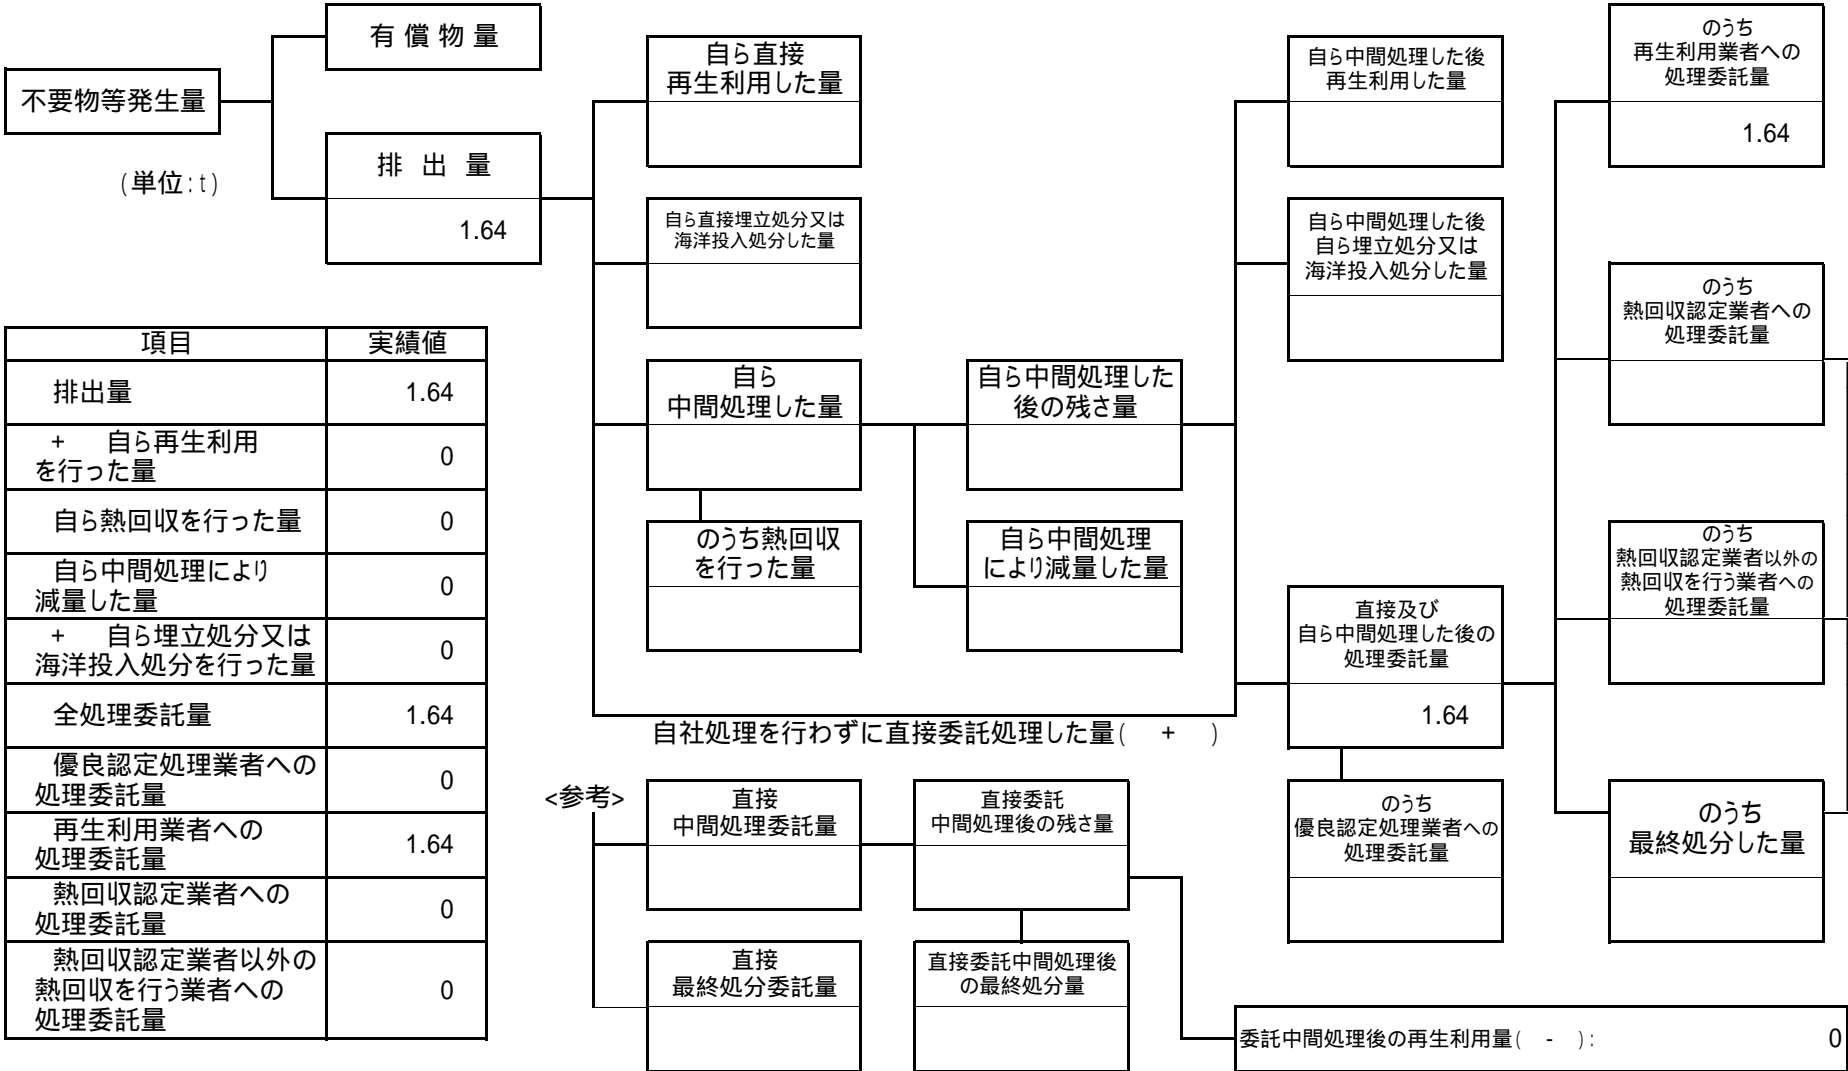 不要物等発生量
(単位:t)
有 償 物 量
排 出 量
1.64
自ら直接
再生利用した量
自ら直接埋立処分又は
海洋投入処分した量
自ら
中間処理した量
のうち熱回収
を行った量
自ら中間処理した
後の残さ量
自ら中間処理
により減量した量
自ら中間処理した後
再生利用した量
自ら中間処理した後
自ら埋立処分又は
海洋投入処分した量
直接及び
自ら中間処理した後の
処理委託量
1.64
のうち
優良認定処理業者への
処理委託量
のうち
再生利用業者への
処理委託量
1.64
のうち
熱回収認定業者への
処理委託量
のうち
熱回収認定業者以外の
熱回収を行う業者への
処理委託量
のうち
最終処分した量
自社処理を行わずに直接委託処理した量( + )
項目 実績値
排出量 1.64
+ 自ら再生利用
を行った量 0
自ら熱回収を行った量 0
自ら中間処理により
減量した量 0
+ 自ら埋立処分又は
海洋投入処分を行った量 0
全処理委託量 1.64
優良認定処理業者への
処理委託量 0
再生利用業者への
処理委託量 1.64
熱回収認定業者への
処理委託量 0
熱回収認定業者以外の
熱回収を行う業者への
処理委託量 0
<参考>
直接
中間処理委託量
直接委託
中間処理後の残さ量
直接
最終処分委託量
直接委託中間処理後
の最終処分量
委託中間処理後の再生利用量( - ): 0